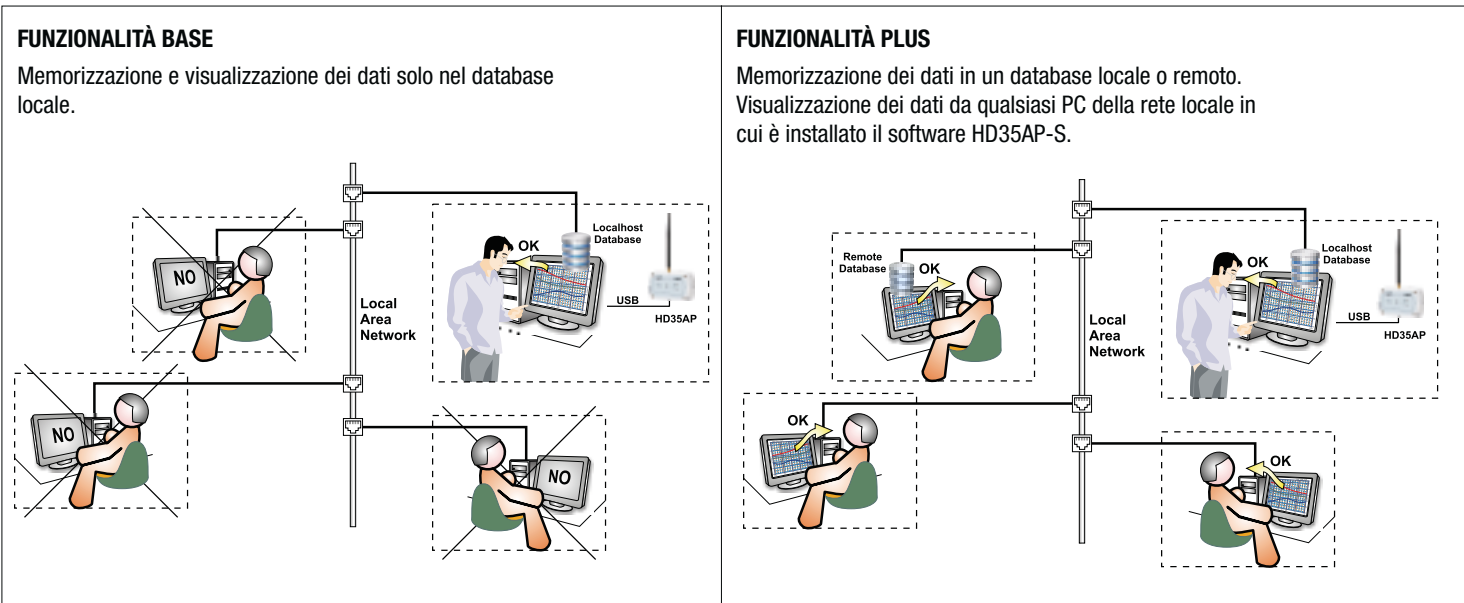 FUNZIONALITÀ BASE
Memorizzazione e visualizzazione dei dati solo nel database
locale.
OK
Localhost
Database
NO
USB
HD35AP
Local
Area
Network
NO
NO
FUNZIONALITÀ PLUS
Memorizzazione dei dati in un database locale o remoto.
Visualizzazione dei dati da qualsiasi PC della rete locale in
cui è installato il software HD35AP-S.
Remote
Database
OK
OK
Localhost
Database
USB
HD35AP
Local
Area
Network
OK
OK